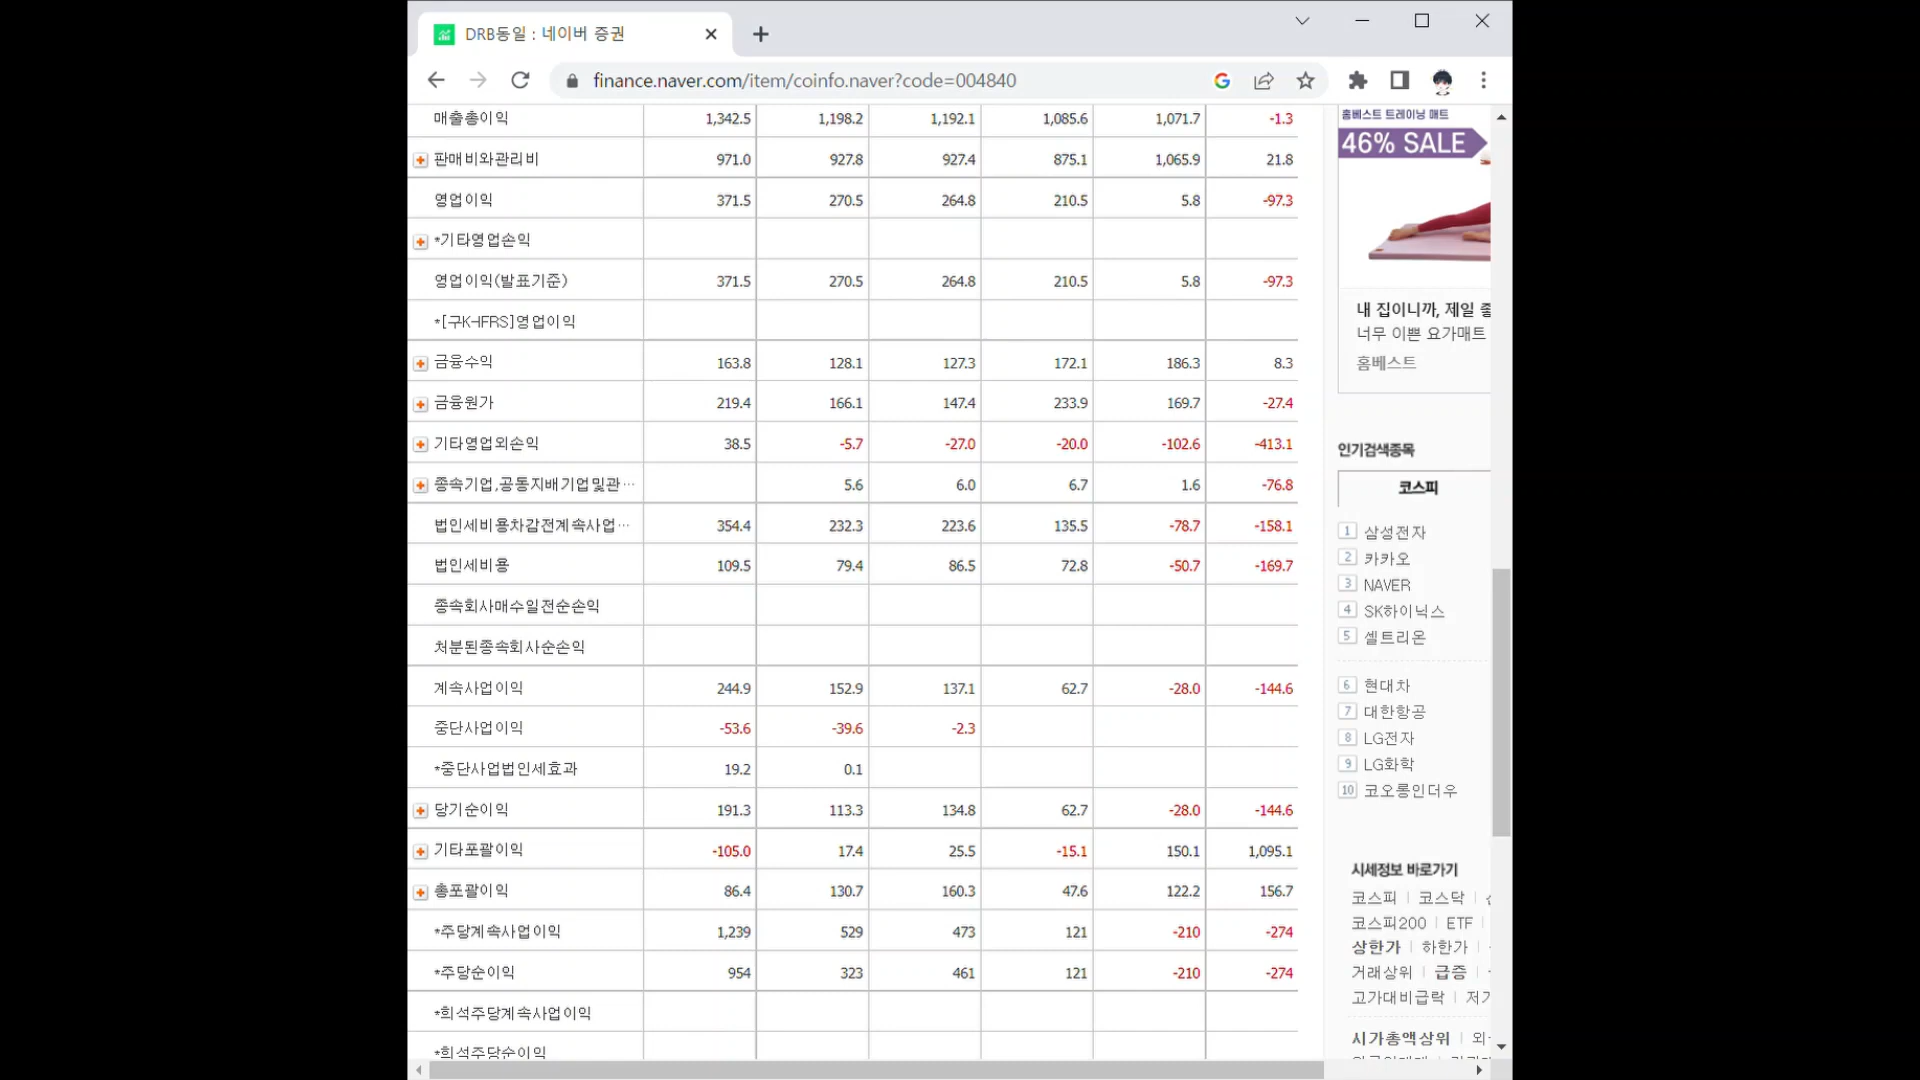 DRB동일 : 네이버 증권
finance.naver.com/item/coinfo.naver?code=004840
매출총이익 1,342.5 1,198.2 1,192.1 1,085.6 1,071.7 -1.3
판매비와관리비 971.0 927.8 927.4 875.1 1,065.9 21.8
영업이익 371.5 270.5 264.8 210.5 5.8 -97.3
*기타영업손익
영업이익(발표기준) 371.5 270.5 264.8 210.5 5.8 -97.3
*[구K-IFRS]영업이익
금융수익 163.8 128.1 127.3 172.1 186.3 8.3
금융원가 219.4 166.1 147.4 233.9 169.7 -27.4
기타영업외손익 38.5 -5.7 -27.0 -20.0 -102.6 -413.1
종속기업,공동지배기업및관… 5.6 6.0 6.7 1.6 -76.8
법인세비용차감전계속사업… 354.4 232.3 223.6 135.5 -78.7 -158.1
법인세비용 109.5 79.4 86.5 72.8 -50.7 -169.7
종속회사매수일전순손익
처분된종속회사순손익
계속사업이익 244.9 152.9 137.1 62.7 -28.0 -144.6
중단사업이익 -53.6 -39.6 -2.3
*중단사업법인세효과 19.2 0.1
당기순이익 191.3 113.3 134.8 62.7 -28.0 -144.6
기타포괄이익 -105.0 17.4 25.5 -15.1 150.1 1,095.1
총포괄이익 86.4 130.7 160.3 47.6 122.2 156.7
*주당계속사업이익 1,239 529 473 121 -210 -274
*주당순이익 954 323 461 121 -210 -274
*희석주당계속사업이익
*희석주당순이익
홈베스트 트레이닝 매트
46% SALE
내 집이니까, 제일 좋
너무 이쁜 요가매트
홈베스트
인기검색종목
코스피
1 삼성전자
2 카카오
3 NAVER
4 SK하이닉스
5 셀트리온
6 현대차
7 대한항공
8 LG전자
9 LG화학
10 코오롱인더우
시세정보 바로가기
코스피 | 코스닥 |
코스피200 | ETF |
상한가 | 하한가 |
거래상위 | 급증 |
고가대비급락 | 저가
시가총액상위 | 외